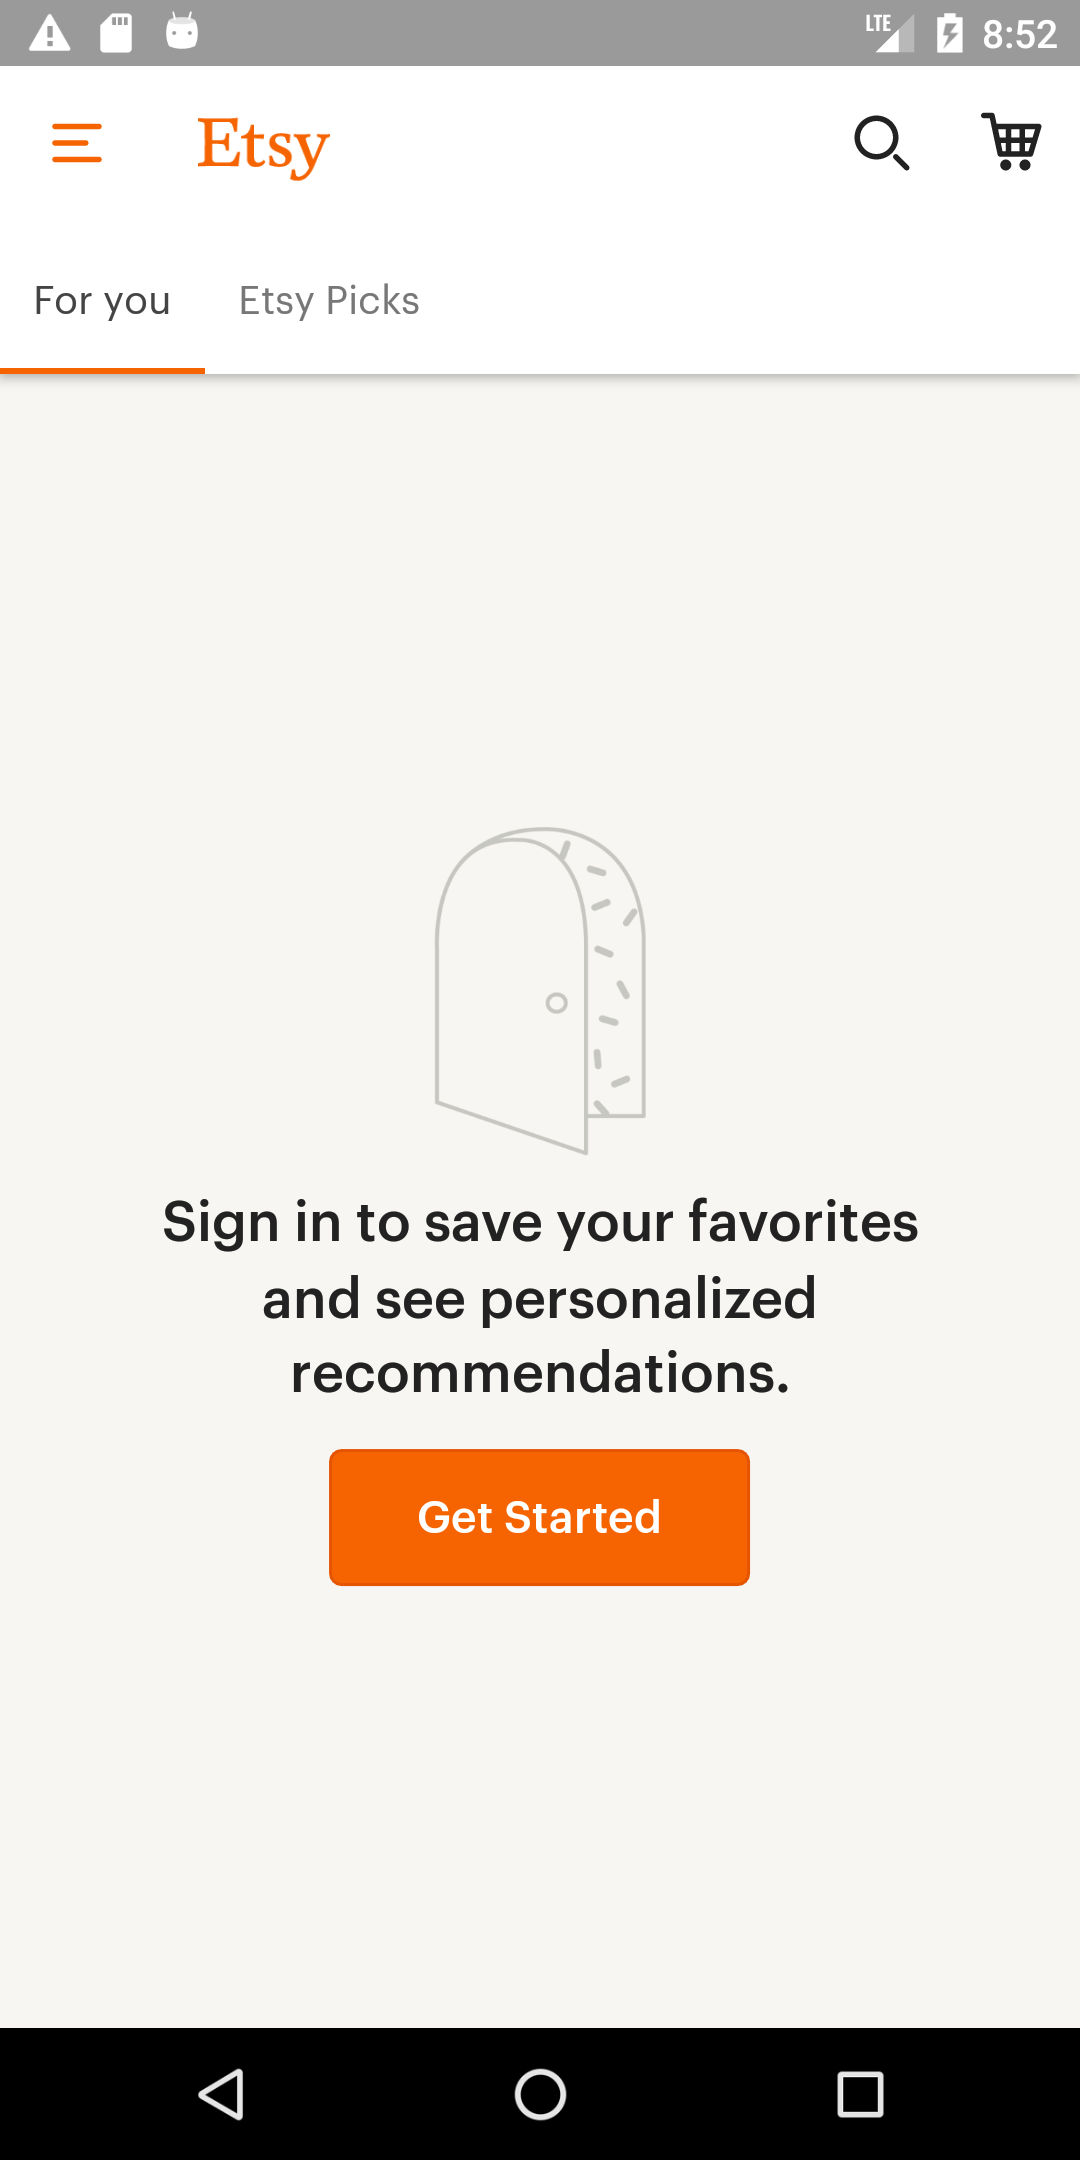 LTE 8:52
Etsy
For you Etsy Picks
Sign in to save your favorites
and see personalized
recommendations.
Get Started